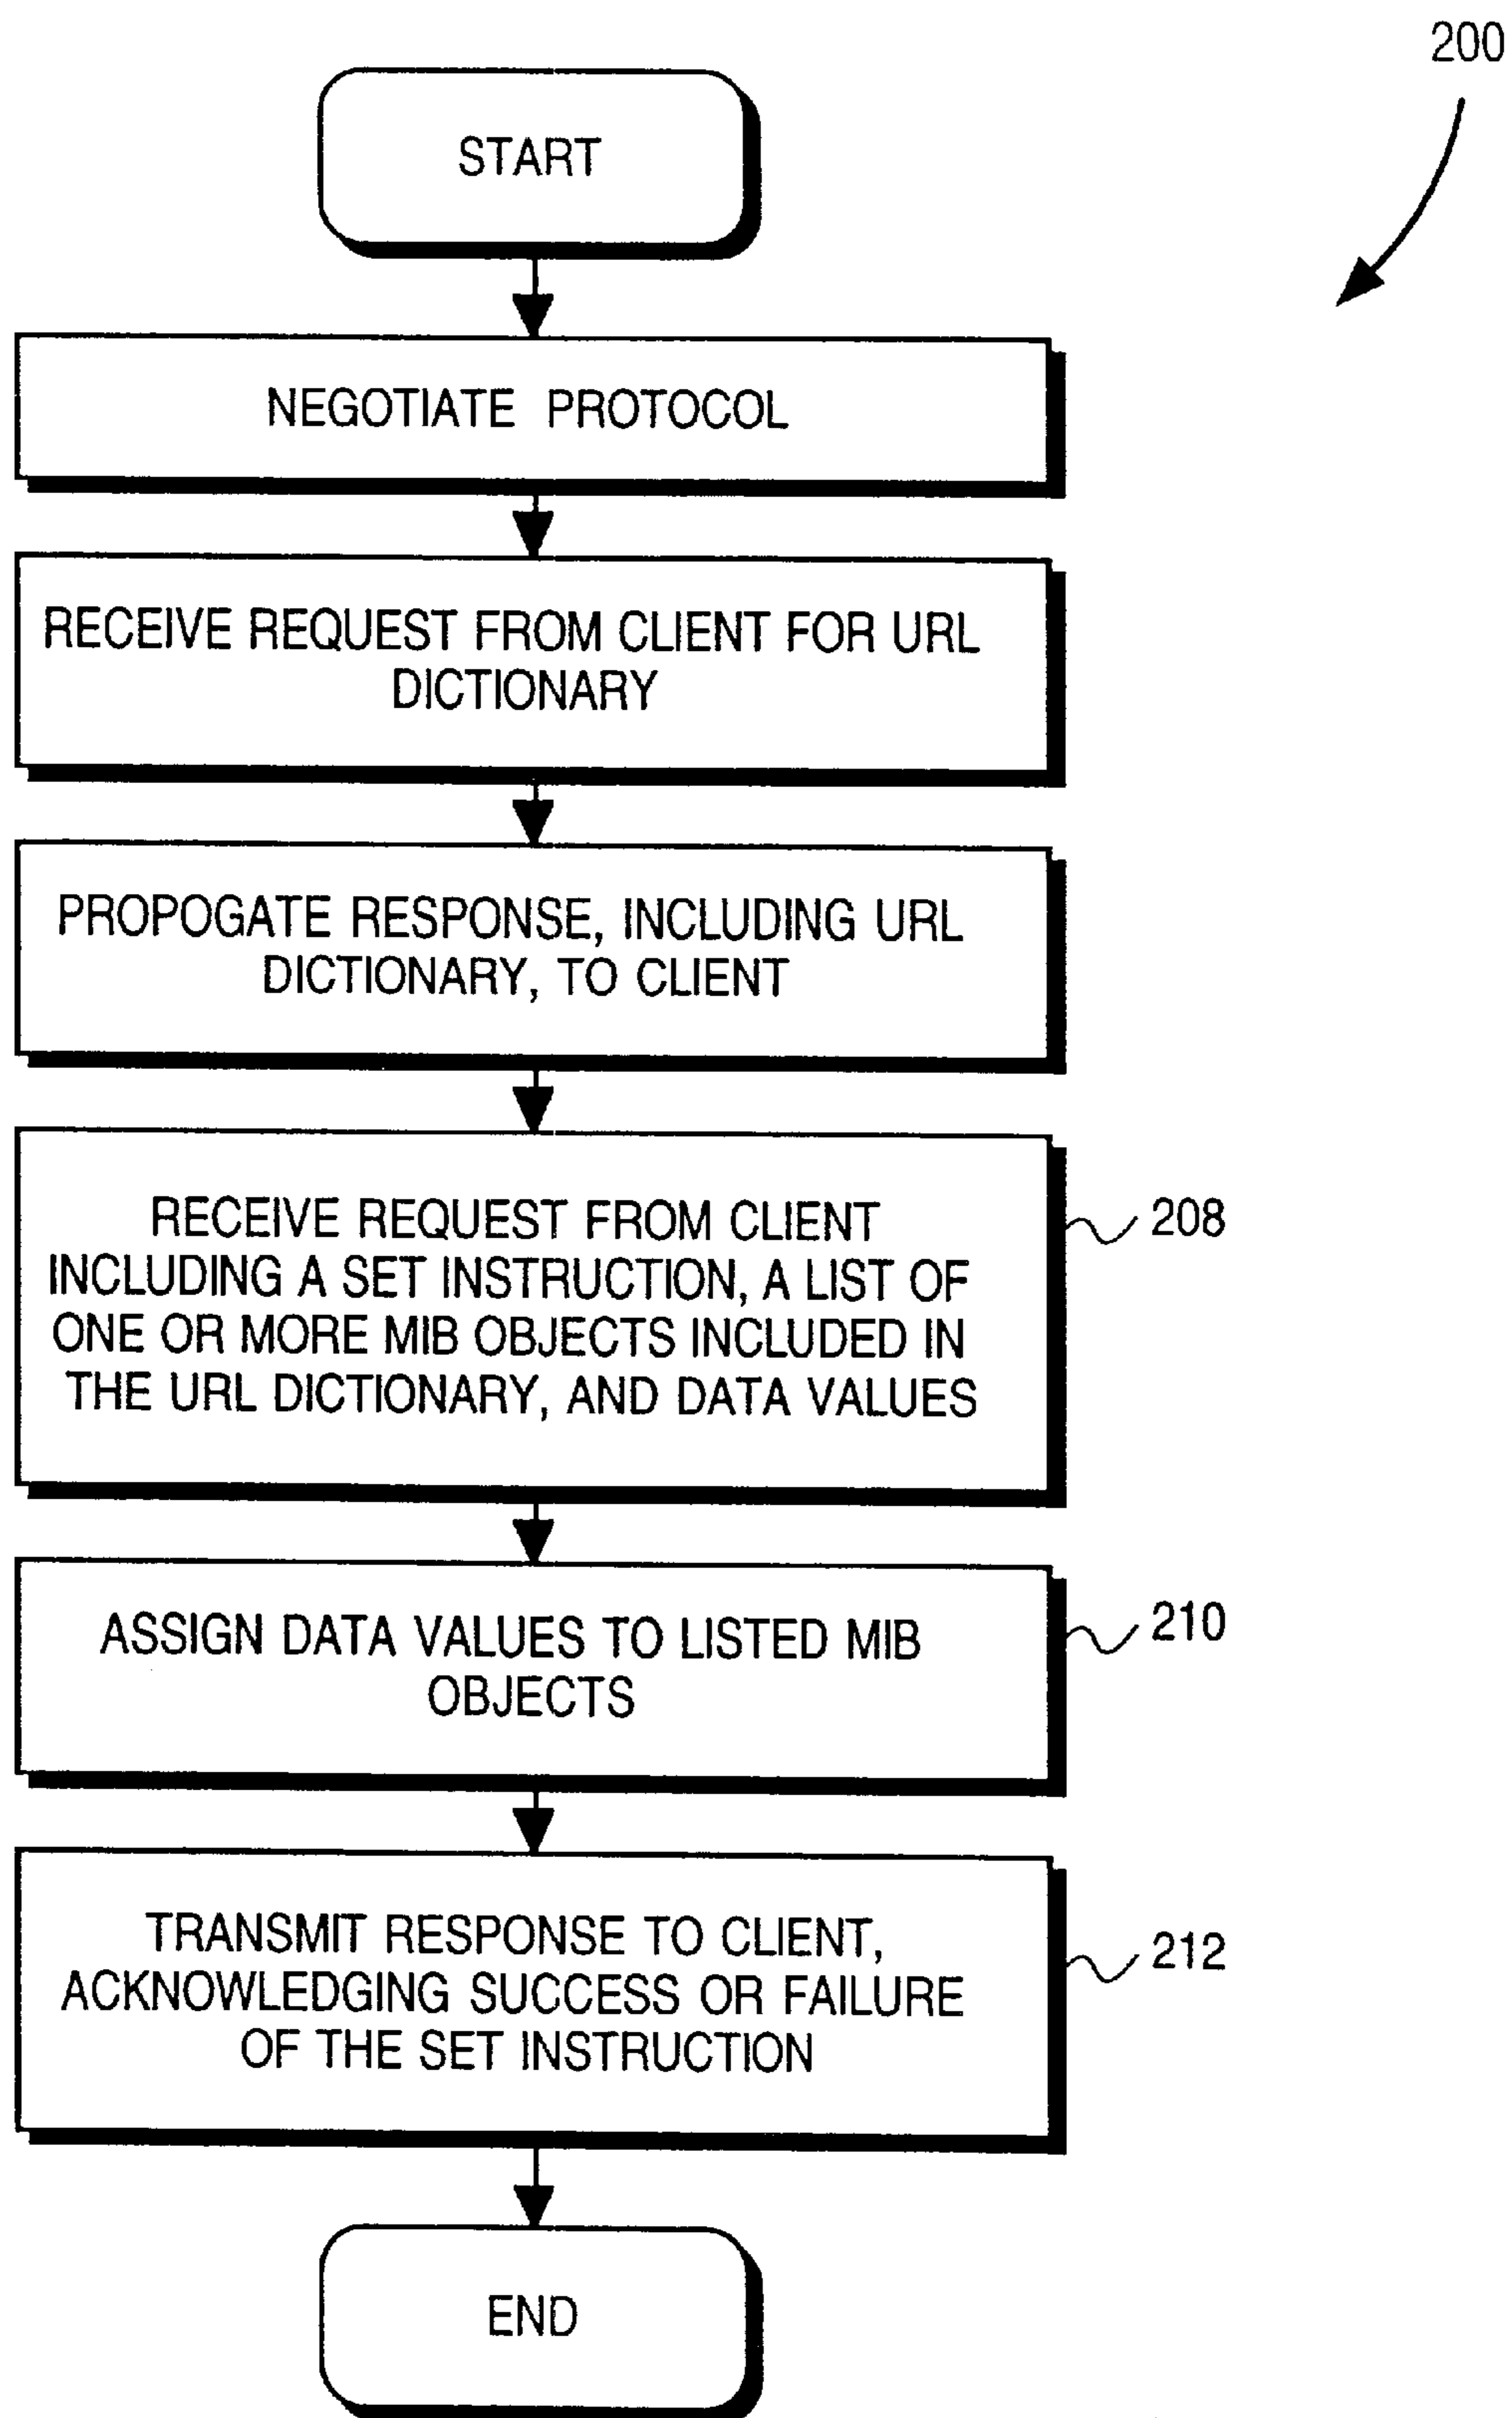 200
START
NEGOTIATE PROTOCOL
RECEIVE REQUEST FROM CLIENT FOR URL
DICTIONARY
PROPOGATE RESPONSE, INCLUDING URL
DICTIONARY, TO CLIENT
RECEIVE REQUEST FROM CLIENT
INCLUDING A SET INSTRUCTION, A LIST OF
ONE OR MORE MIB OBJECTS INCLUDED IN
THE URL DICTIONARY, AND DATA VALUES
208
ASSIGN DATA VALUES TO LISTED MIB
OBJECTS
210
TRANSMIT RESPONSE TO CLIENT,
ACKNOWLEDGING SUCCESS OR FAILURE
OF THE SET INSTRUCTION
212
END